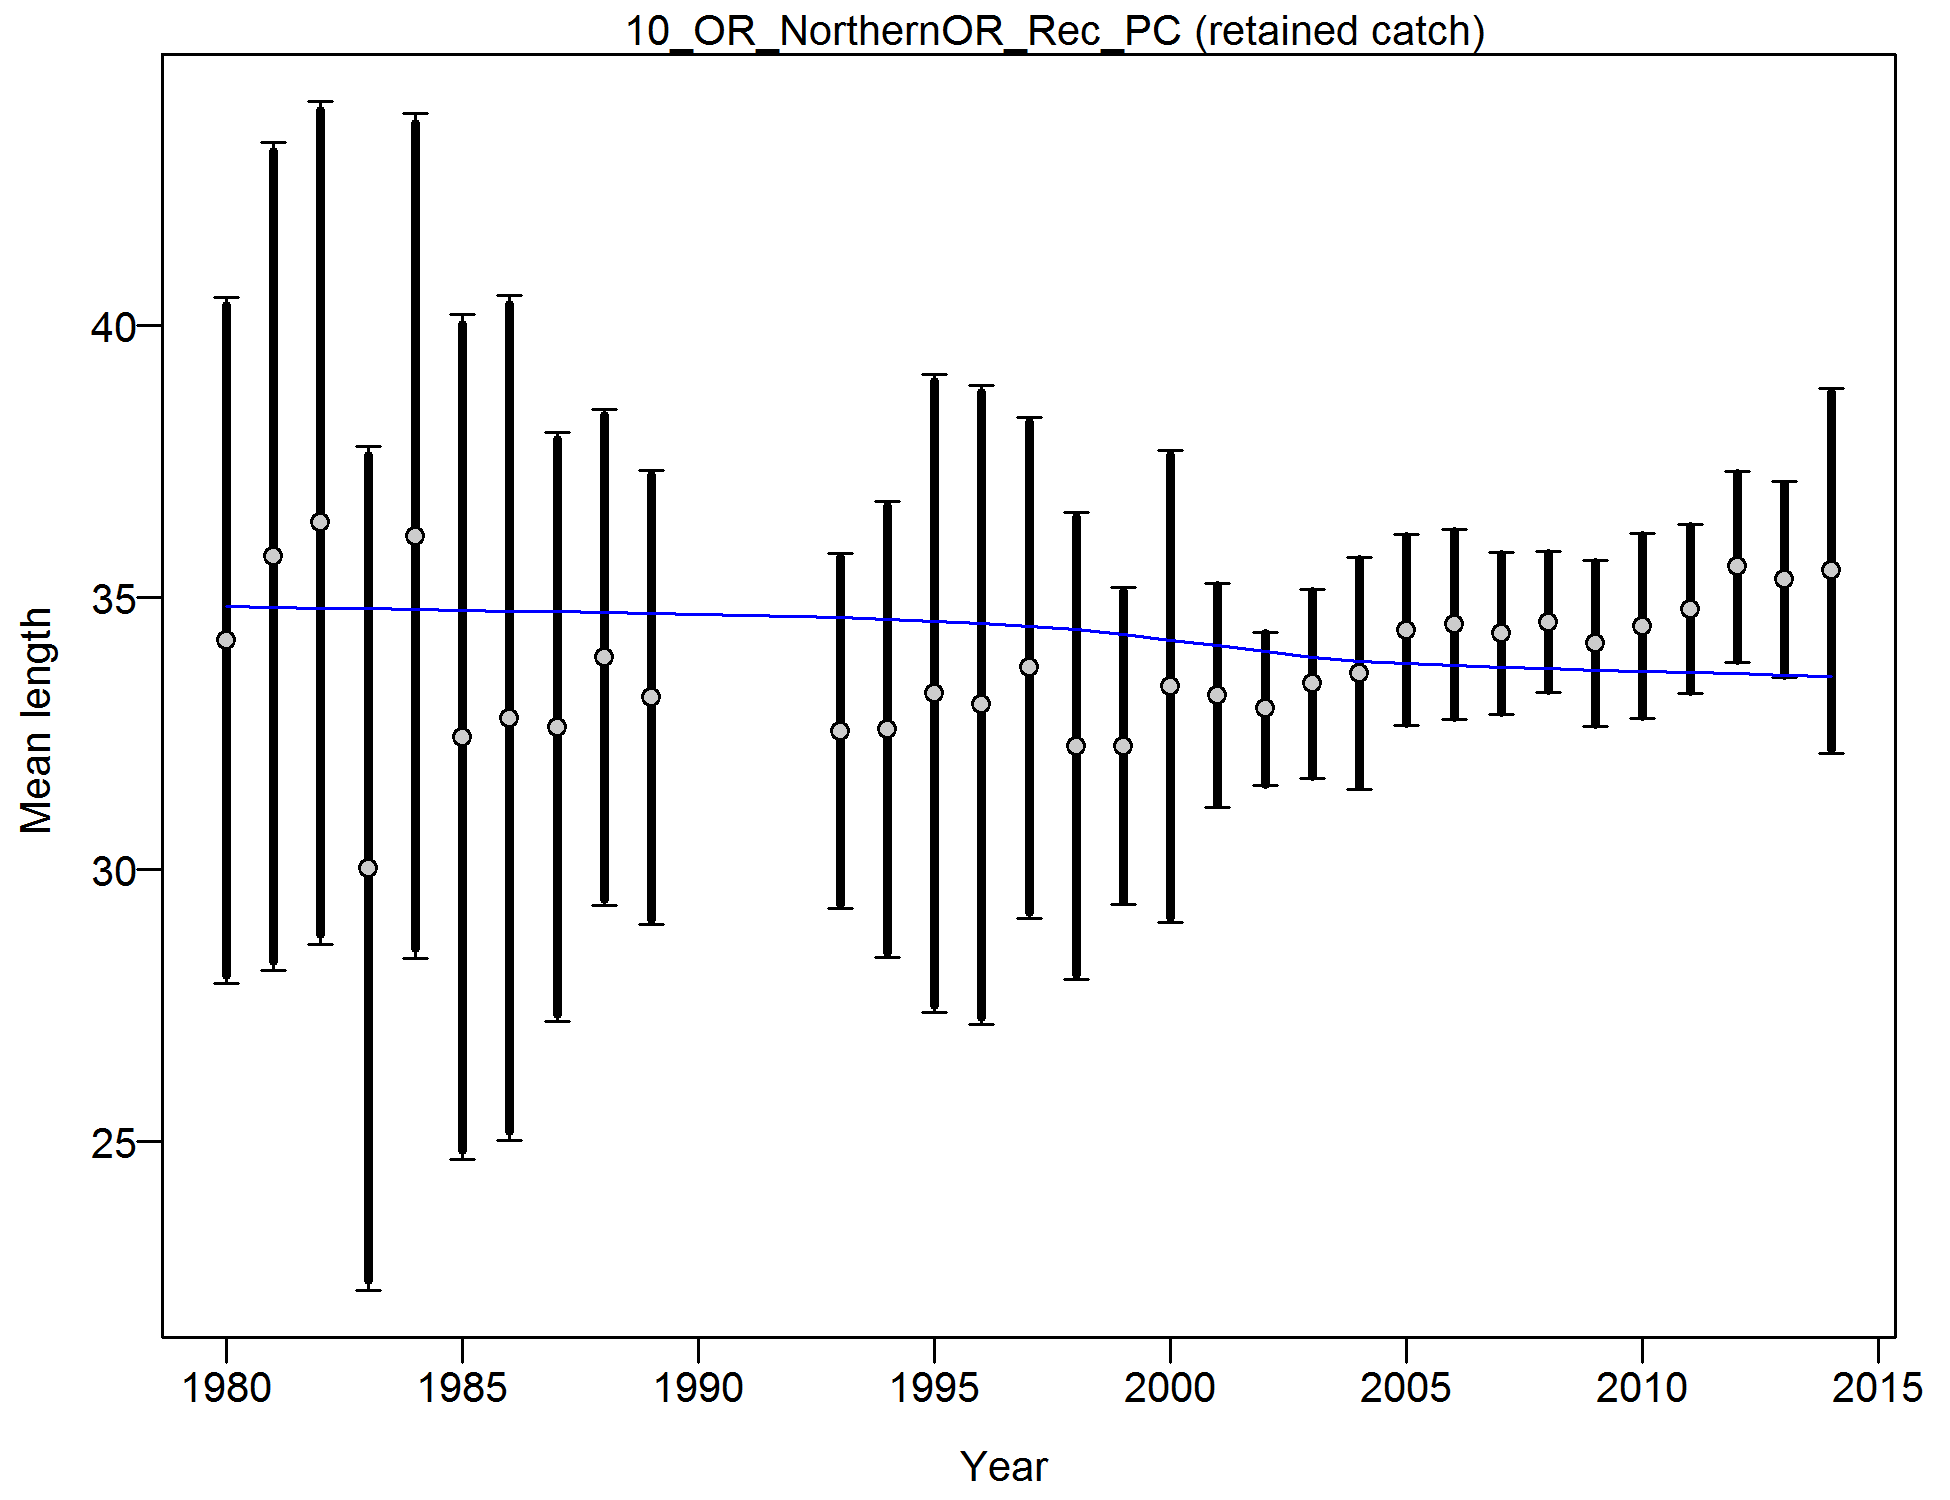 10_OR_NorthernOR_Rec_PC (retained catch)
Mean length
40
35
30
25
1980 1985 1990 1995 2000 2005 2010 2015
Year